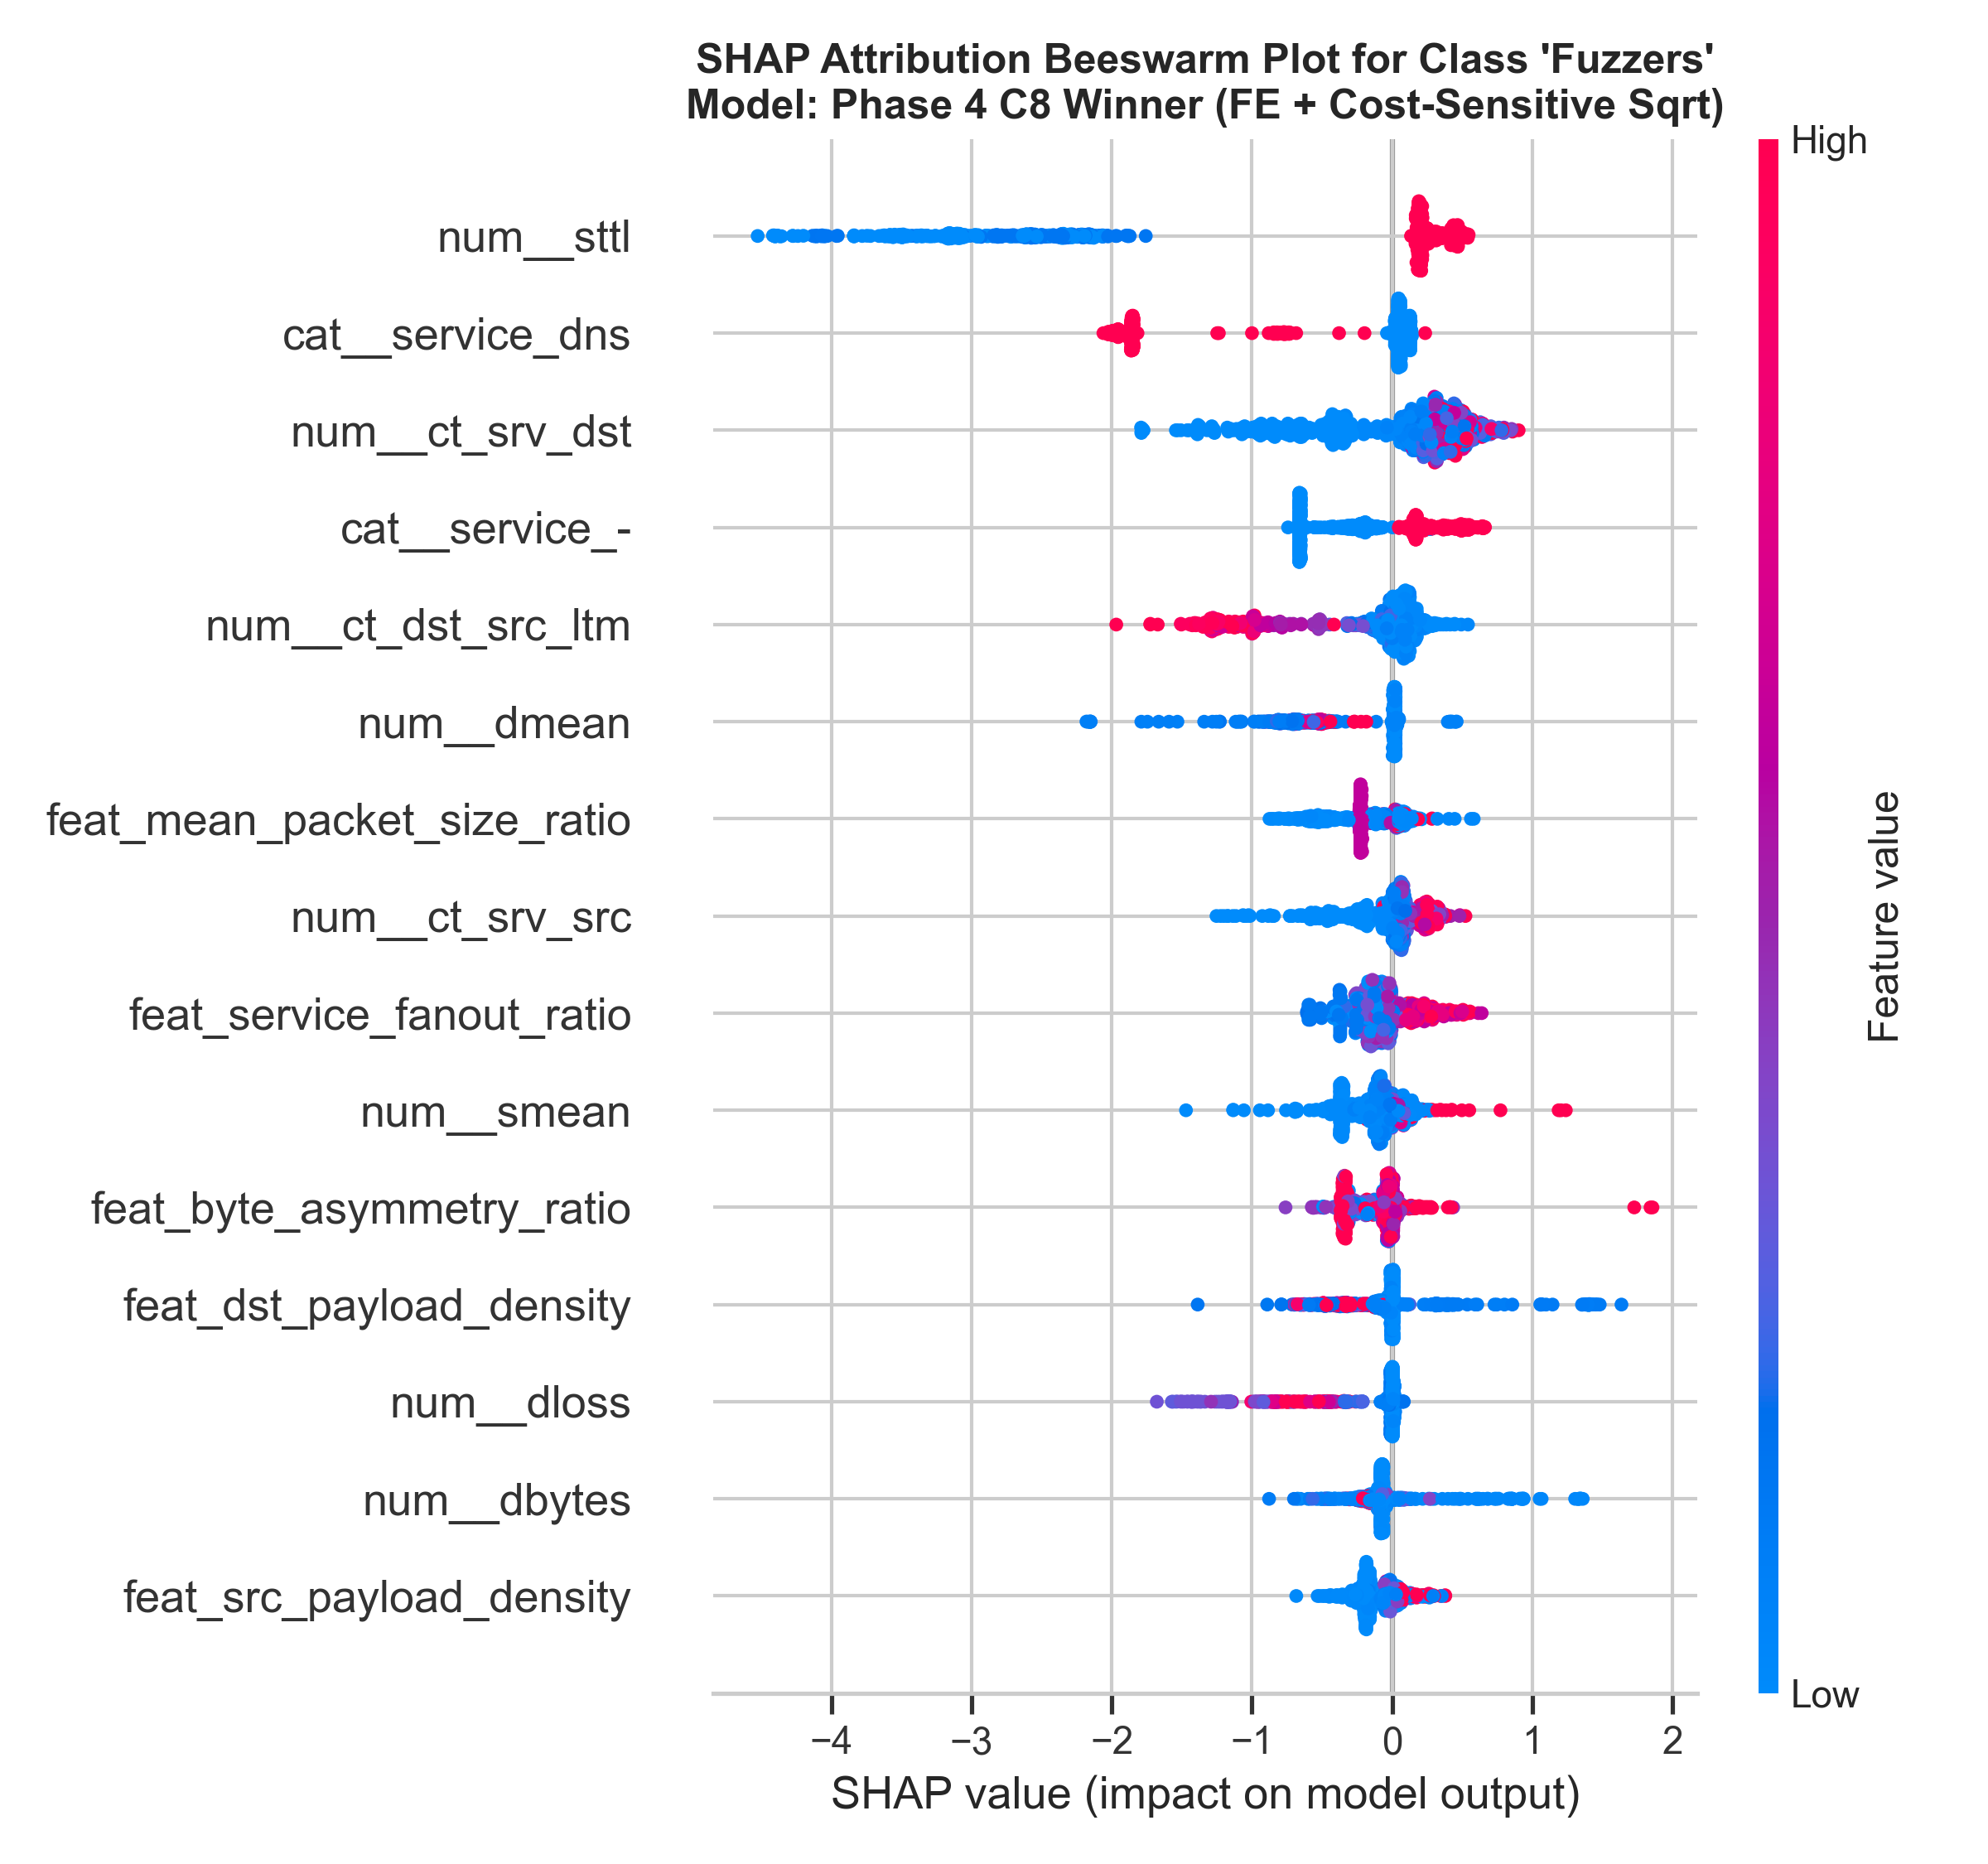 SHAP Attribution Beeswarm Plot for Class 'Fuzzers'
Model: Phase 4 C8 Winner (FE + Cost-Sensitive Sqrt)
High
num__sttl
cat__service_dns
num__ct_srv_dst
cat__service_-
num__ct_dst_src_ltm
num__dmean
feat_mean_packet_size_ratio
num__ct_srv_src
feat_service_fanout_ratio
num__smean
feat_byte_asymmetry_ratio
feat_dst_payload_density
num__dloss
num__dbytes
feat_src_payload_density
Feature value
Low
−4 −3 −2 −1 0 1 2
SHAP value (impact on model output)